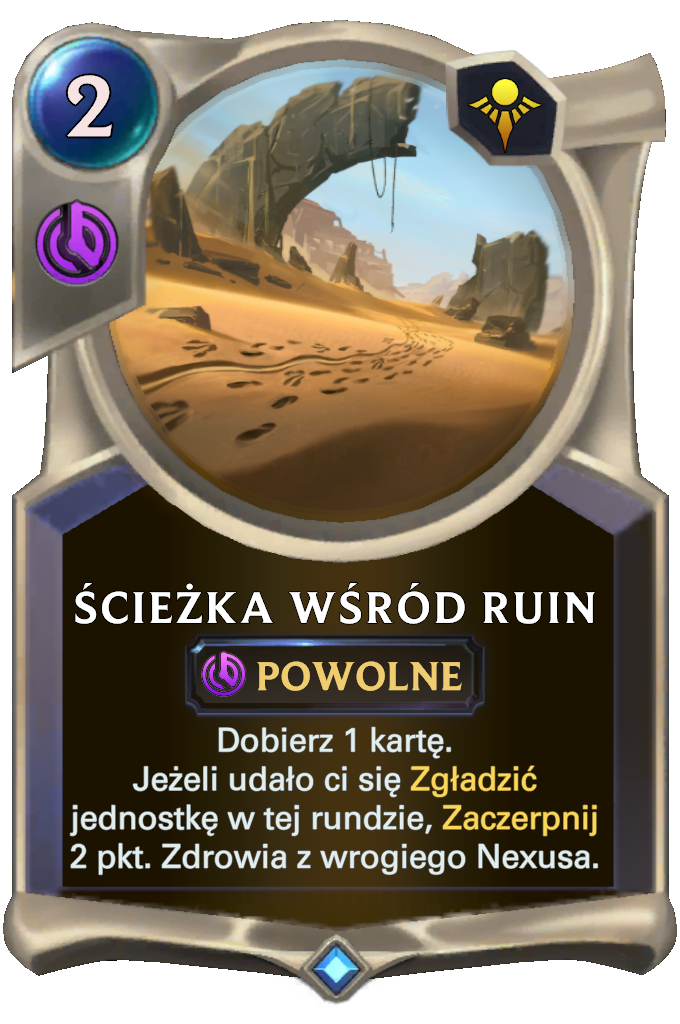 2
ŚCIEŻKA WŚRÓD RUIN
POWOLNE
Dobierz 1 kartę.
Jeżeli udało ci się Zgładzić
jednostkę w tej rundzie, Zaczerpnij
2 pkt. Zdrowia z wrogiego Nexusa.